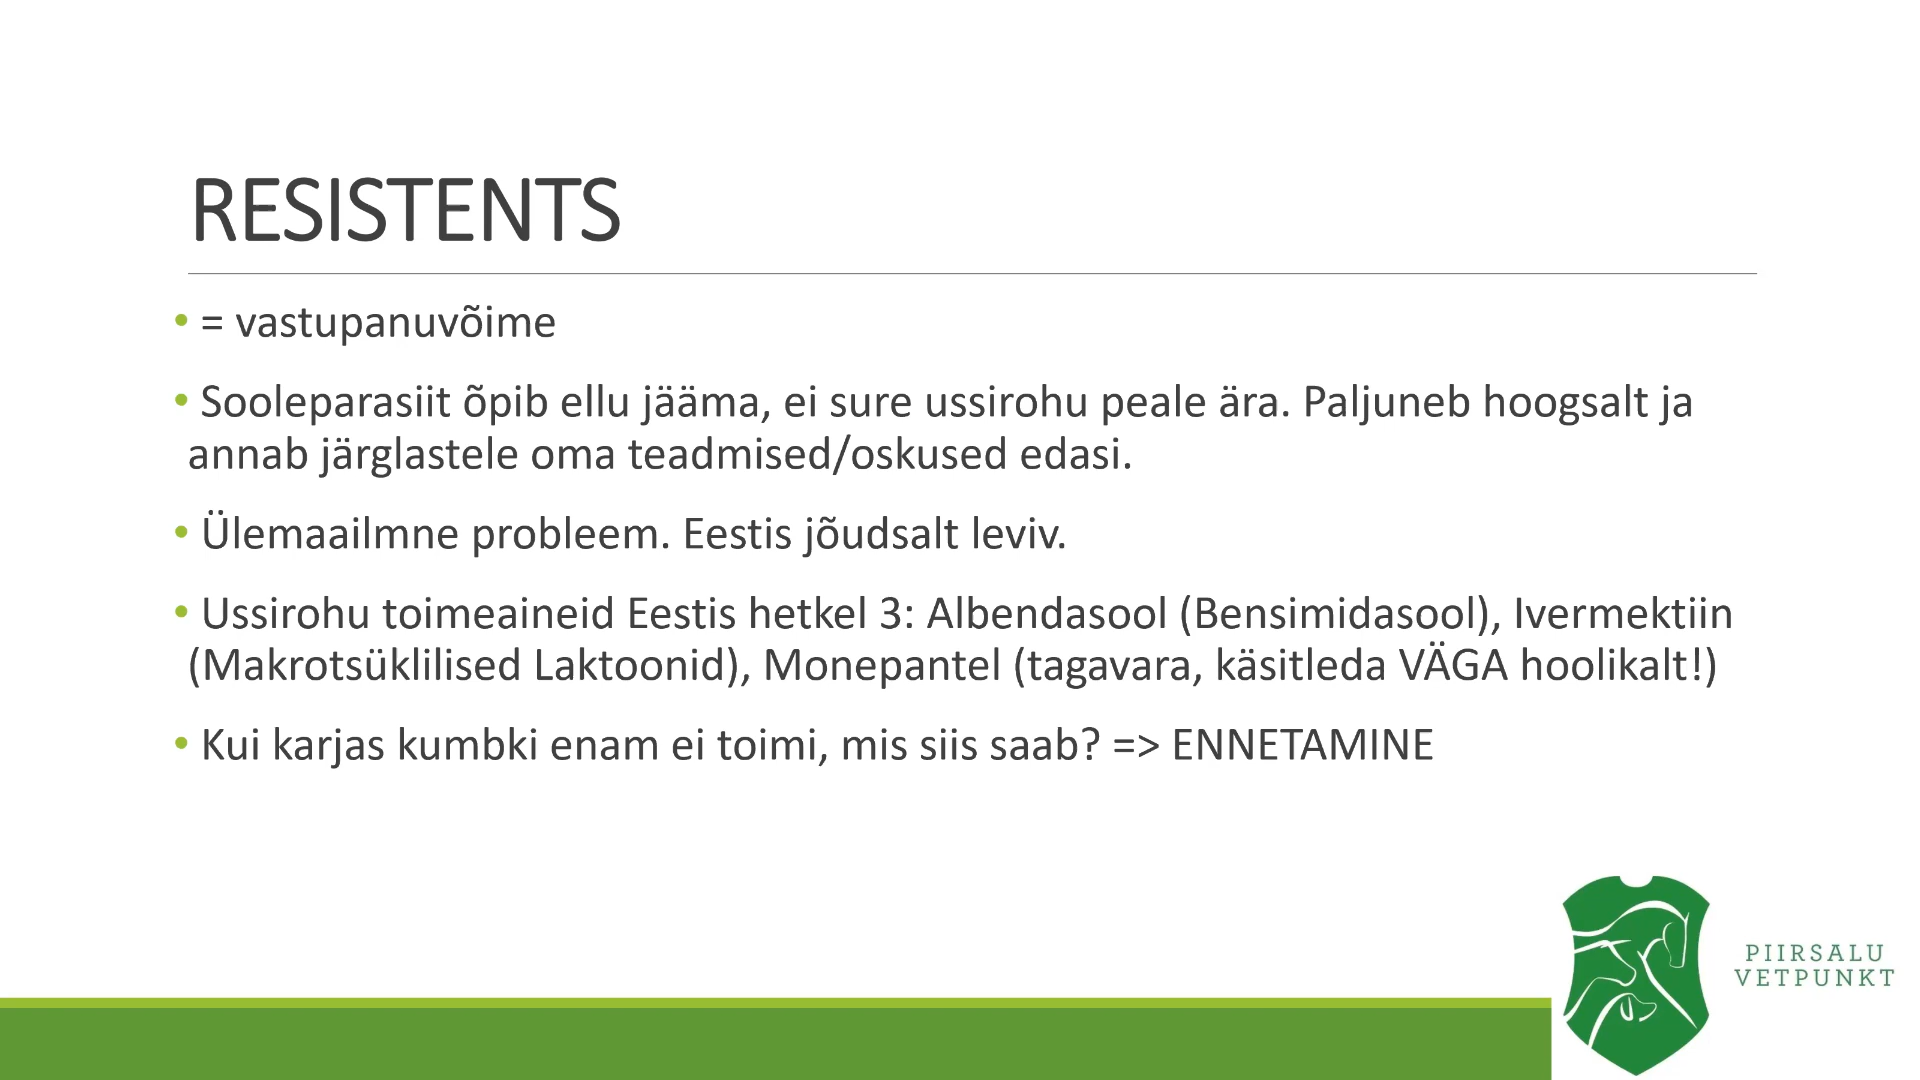 RESISTENTS
• = vastupanuvõime
• Sooleparasiit õpib ellu jääma, ei sure ussirohu peale ära. Paljuneb hoogsalt ja
annab järglastele oma teadmised/oskused edasi.
• Ülemaailmne probleem. Eestis jõudsalt leviv.
• Ussirohu toimeaineid Eestis hetkel 3: Albendasool (Bensimidasool), Ivermektiin
(Makrotsüklilised Laktoonid), Monepantel (tagavara, käsitleda VÄGA hoolikalt!)
• Kui karjas kumbki enam ei toimi, mis siis saab? => ENNETAMINE
PIIRSALU
VETPUNKT